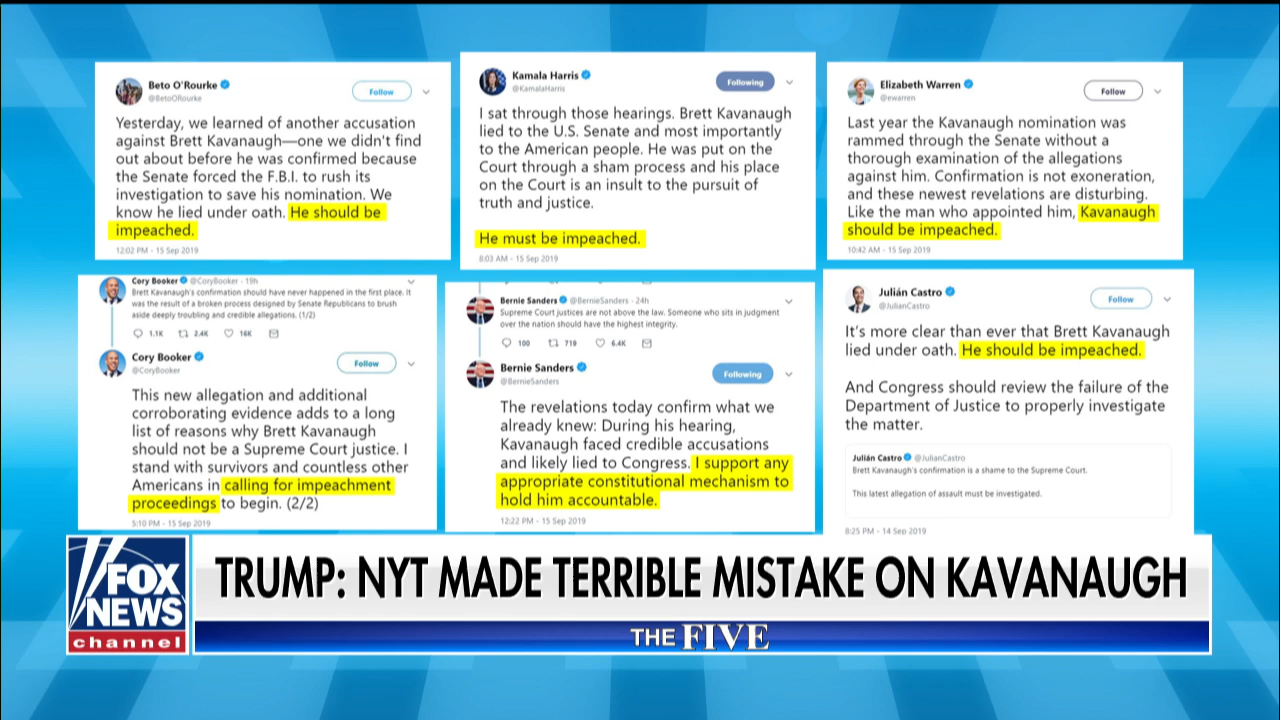 Beto O'Rourke
@BetoORourke
Follow
Yesterday, we learned of another accusation
against Brett Kavanaugh—one we didn't find
out about before he was confirmed because
the Senate forced the F.B.I. to rush its
investigation to save his nomination. We
know he lied under oath. He should be
impeached.
12:02 PM - 15 Sep 2019
Kamala Harris
@KamalaHarris
Following
I sat through those hearings. Brett Kavanaugh
lied to the U.S. Senate and most importantly
to the American people. He was put on the
Court through a sham process and his place
on the Court is an insult to the pursuit of
truth and justice.
He must be impeached.
8:03 AM - 15 Sep 2019
Elizabeth Warren
@ewarren
Follow
Last year the Kavanaugh nomination was
rammed through the Senate without a
thorough examination of the allegations
against him. Confirmation is not exoneration,
and these newest revelations are disturbing.
Like the man who appointed him, Kavanaugh
should be impeached.
10:42 AM - 15 Sep 2019
Cory Booker @CoryBooker · 19h
Brett Kavanaugh's confirmation should have never happened in the first place. It
was the result of a broken process designed by Senate Republicans to brush
aside deeply troubling and credible allegations. (1/2)
1.1K 2.4K 16K
Cory Booker
@CoryBooker
Follow
This new allegation and additional
corroborating evidence adds to a long
list of reasons why Brett Kavanaugh
should not be a Supreme Court justice. I
stand with survivors and countless other
Americans in calling for impeachment
proceedings to begin. (2/2)
5:10 PM - 15 Sep 2019
Bernie Sanders @BernieSanders · 24h
Supreme Court justices are not above the law. Someone who sits in judgment
over the nation should have the highest integrity.
100 719 6.4K
Bernie Sanders
@BernieSanders
Following
The revelations today confirm what we
already knew: During his hearing,
Kavanaugh faced credible accusations
and likely lied to Congress. I support any
appropriate constitutional mechanism to
hold him accountable.
12:22 PM - 15 Sep 2019
Julián Castro
@JulianCastro
Follow
It's more clear than ever that Brett Kavanaugh
lied under oath. He should be impeached.
And Congress should review the failure of the
Department of Justice to properly investigate
the matter.
Julián Castro @JulianCastro
Brett Kavanaugh's confirmation is a shame to the Supreme Court.
This latest allegation of assault must be investigated.
8:25 PM - 14 Sep 2019
FOX
NEWS
channel
TRUMP: NYT MADE TERRIBLE MISTAKE ON KAVANAUGH
THE FIVE